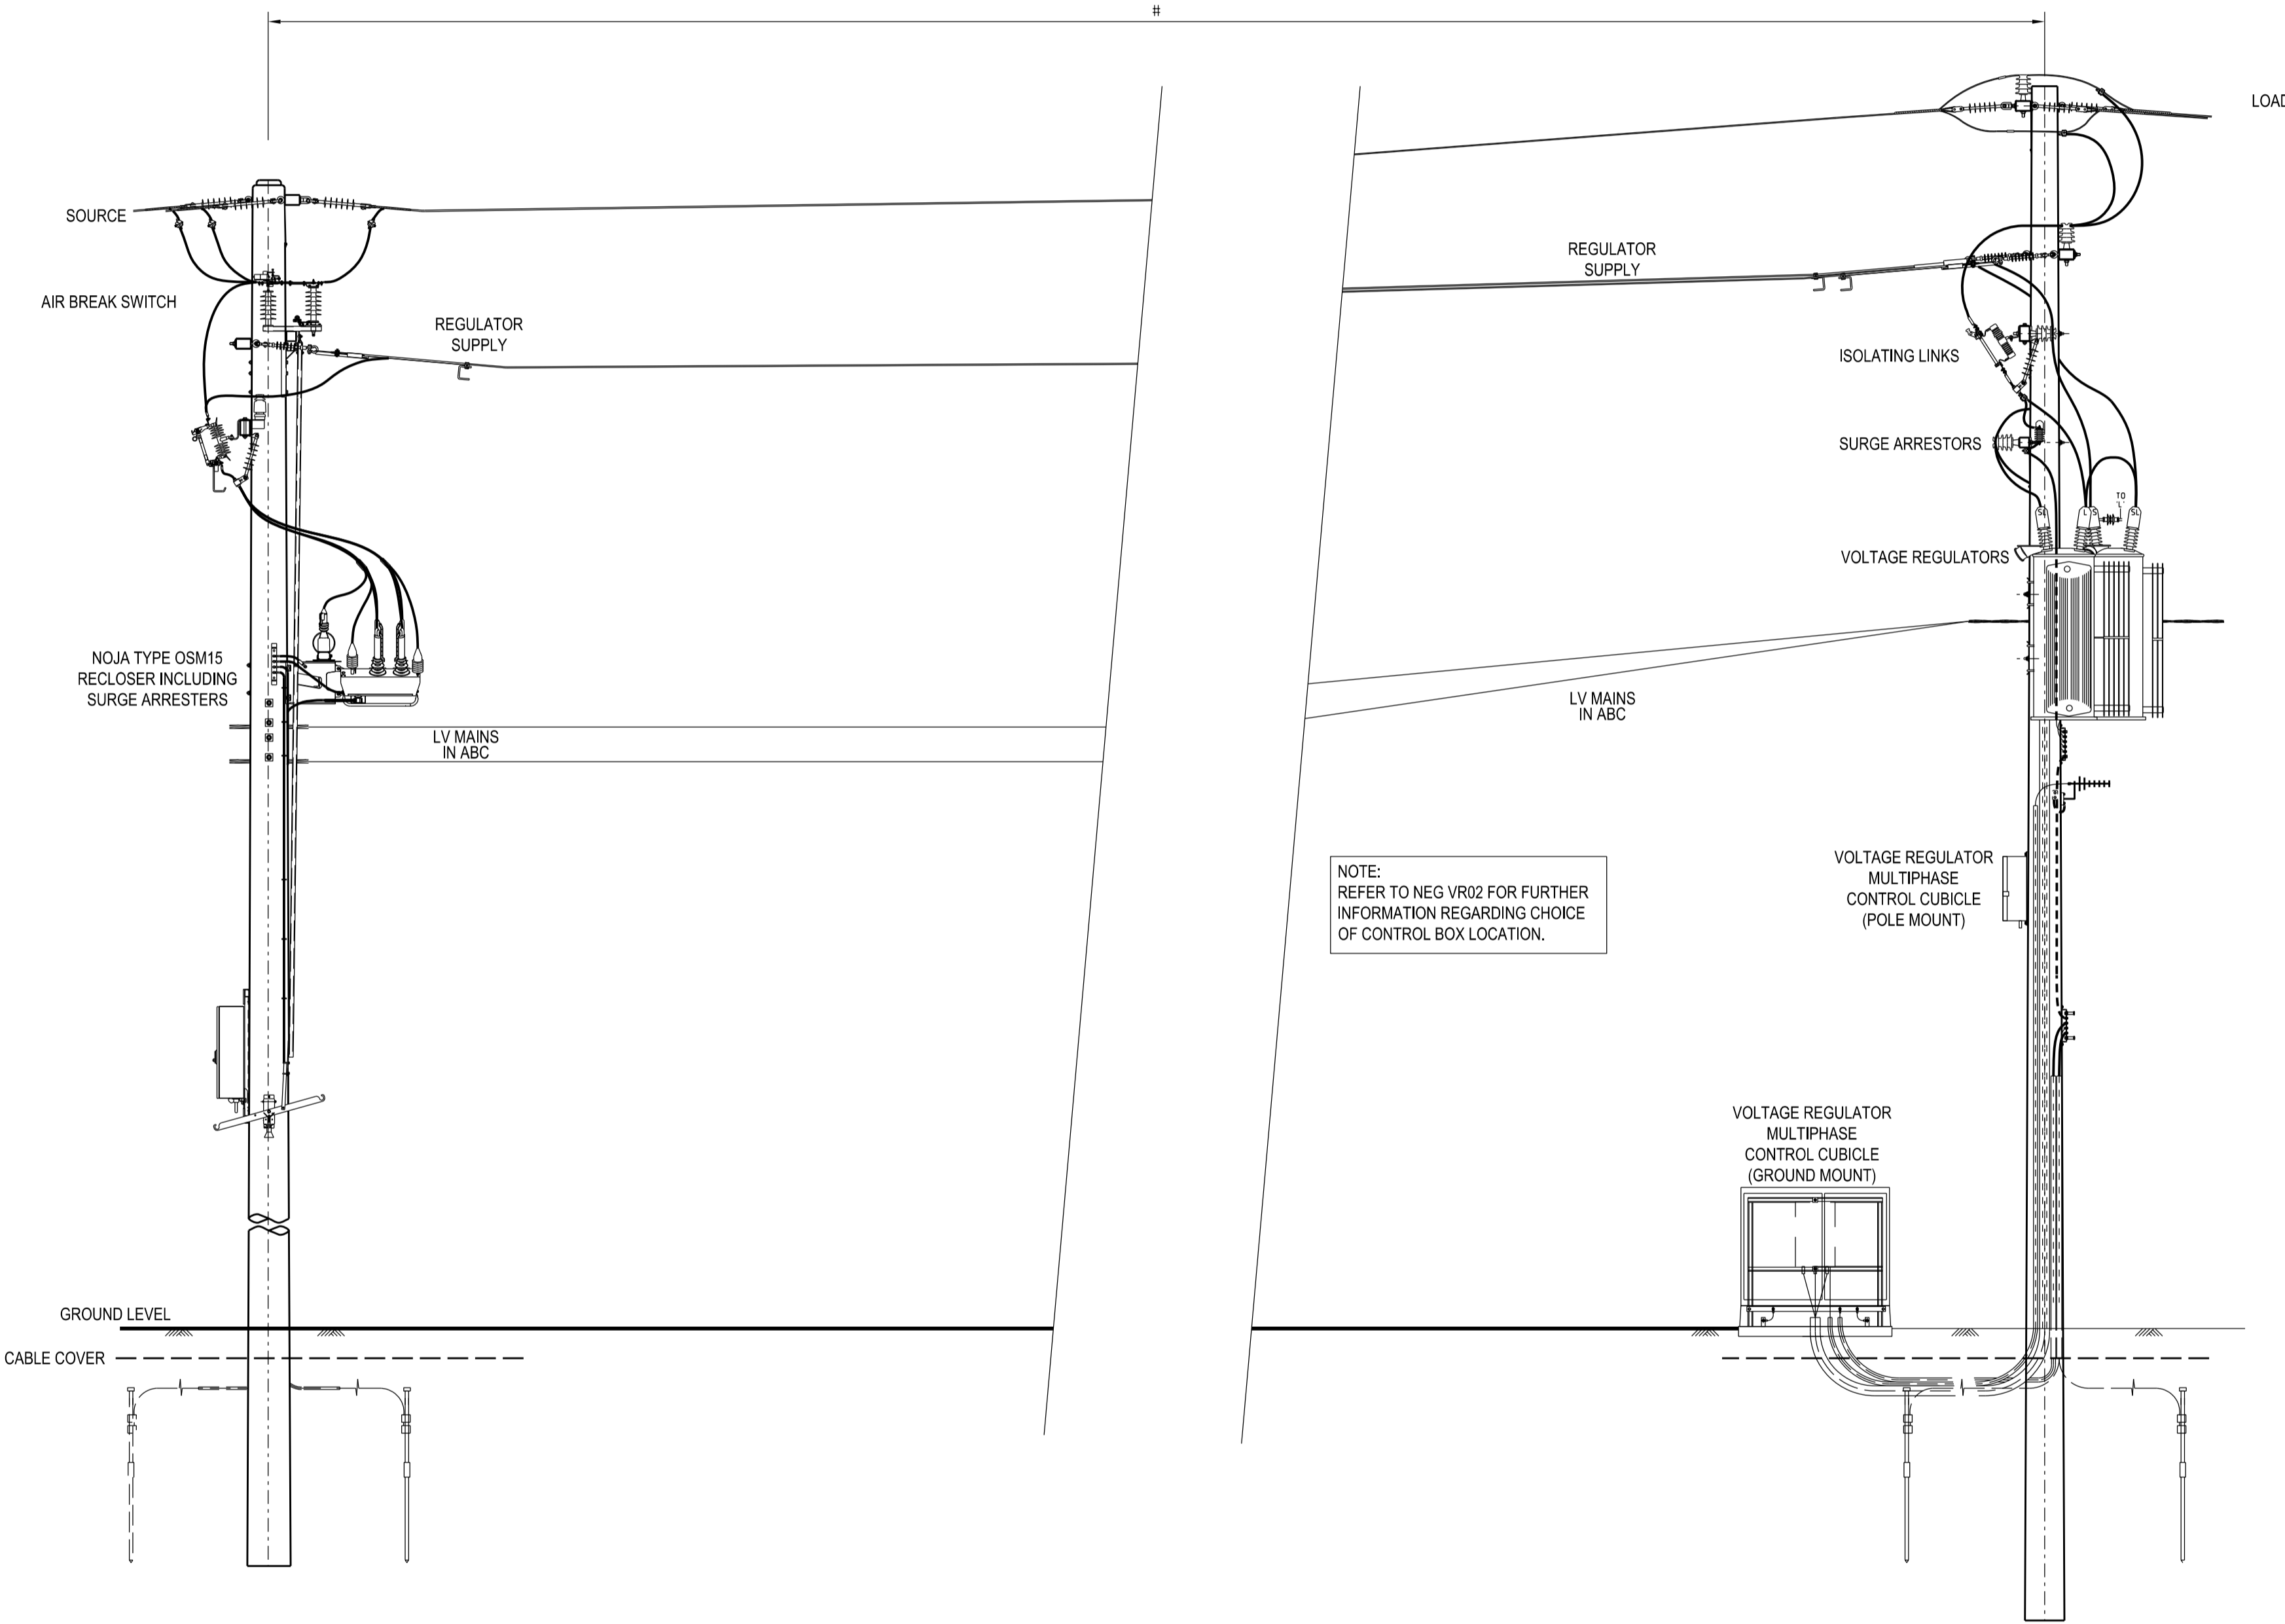 #
LOAD
SOURCE
AIR BREAK SWITCH
REGULATOR
SUPPLY
REGULATOR
SUPPLY
ISOLATING LINKS
SURGE ARRESTORS
TO
'L'
SL
L
S
SL
VOLTAGE REGULATORS
NOJA TYPE OSM15
RECLOSER INCLUDING
SURGE ARRESTERS
LV MAINS
IN ABC
LV MAINS
IN ABC
NOTE:
REFER TO NEG VR02 FOR FURTHER
INFORMATION REGARDING CHOICE
OF CONTROL BOX LOCATION.
VOLTAGE REGULATOR
MULTIPHASE
CONTROL CUBICLE
(POLE MOUNT)
VOLTAGE REGULATOR
MULTIPHASE
CONTROL CUBICLE
(GROUND MOUNT)
GROUND LEVEL
CABLE COVER